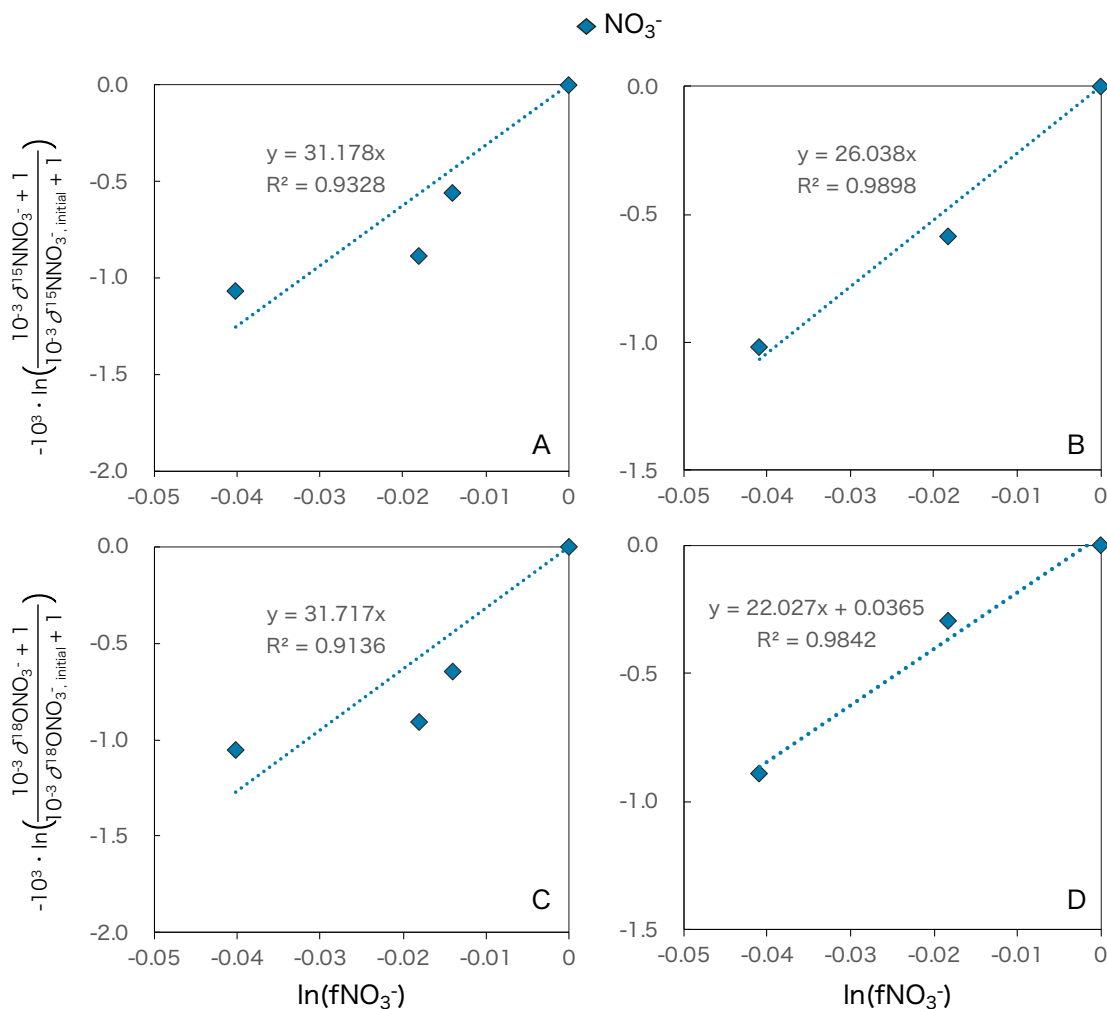 NO₃⁻
0.0
-0.5
-1.0
-1.5
-2.0
-0.05 -0.04 -0.03 -0.02 -0.01 0
y = 31.178x
R² = 0.9328
A
-10³ · ln(10⁻³ δ¹⁵NNO₃⁻ + 1 / 10⁻³ δ¹⁵NNO₃⁻, initial + 1)
0.0
-0.5
-1.0
-1.5
-0.05 -0.04 -0.03 -0.02 -0.01 0
y = 26.038x
R² = 0.9898
B
0.0
-0.5
-1.0
-1.5
-2.0
-0.05 -0.04 -0.03 -0.02 -0.01 0
y = 31.717x
R² = 0.9136
C
-10³ · ln(10⁻³ δ¹⁸ONO₃⁻ + 1 / 10⁻³ δ¹⁸ONO₃⁻, initial + 1)
ln(fNO₃⁻)
0.0
-0.5
-1.0
-1.5
-0.05 -0.04 -0.03 -0.02 -0.01 0
y = 22.027x + 0.0365
R² = 0.9842
D
ln(fNO₃⁻)